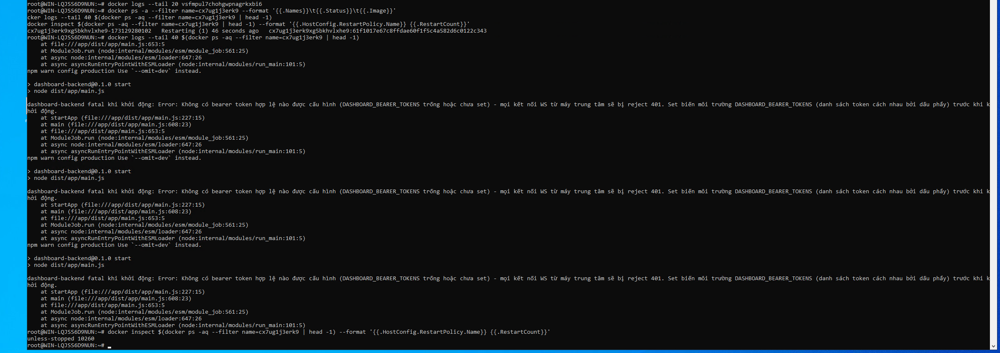 root@WIN-LQJSS6D9NUN:~# docker logs --tail 20 vsfmpul7chohgwpnagrkxbi6
root@WIN-LQJSS6D9NUN:~# docker ps -a --filter name=cx7ug1j3erk9 --format '{{.Names}}\t{{.Status}}\t{{.Image}}'
cker logs --tail 40 $(docker ps -aq --filter name=cx7ug1j3erk9 | head -1)
docker inspect $(docker ps -aq --filter name=cx7ug1j3erk9 | head -1) --format '{{.HostConfig.RestartPolicy.Name}} {{.RestartCount}}'
cx7ug1j3erk9xg5bkhvlxhe9-173129280102   Restarting (1) 46 seconds ago   cx7ug1j3erk9xg5bkhvlxhe9:61f1017e67c8ffdae60f1f5c4a582d6c0122c343
root@WIN-LQJSS6D9NUN:~# docker logs --tail 40 $(docker ps -aq --filter name=cx7ug1j3erk9 | head -1)
    at file:///app/dist/app/main.js:653:5
    at ModuleJob.run (node:internal/modules/esm/module_job:561:25)
    at async node:internal/modules/esm/loader:647:26
    at async asyncRunEntryPointWithESMLoader (node:internal/modules/run_main:101:5)
npm warn config production Use `--omit=dev` instead.

> dashboard-backend@0.1.0 start
> node dist/app/main.js

dashboard-backend fatal khi khởi động: Error: Không có bearer token hợp lệ nào được cấu hình (DASHBOARD_BEARER_TOKENS trống hoặc chưa set) - mọi kết nối WS từ máy trung tâm sẽ bị reject 401. Set biến môi trường DASHBOARD_BEARER_TOKENS (danh sách token cách nhau bởi dấu phẩy) trước khi k
hởi động.
    at startApp (file:///app/dist/app/main.js:227:15)
    at main (file:///app/dist/app/main.js:608:23)
    at file:///app/dist/app/main.js:653:5
    at ModuleJob.run (node:internal/modules/esm/module_job:561:25)
    at async node:internal/modules/esm/loader:647:26
    at async asyncRunEntryPointWithESMLoader (node:internal/modules/run_main:101:5)
npm warn config production Use `--omit=dev` instead.

> dashboard-backend@0.1.0 start
> node dist/app/main.js

dashboard-backend fatal khi khởi động: Error: Không có bearer token hợp lệ nào được cấu hình (DASHBOARD_BEARER_TOKENS trống hoặc chưa set) - mọi kết nối WS từ máy trung tâm sẽ bị reject 401. Set biến môi trường DASHBOARD_BEARER_TOKENS (danh sách token cách nhau bởi dấu phẩy) trước khi k
hởi động.
    at startApp (file:///app/dist/app/main.js:227:15)
    at main (file:///app/dist/app/main.js:608:23)
    at file:///app/dist/app/main.js:653:5
    at ModuleJob.run (node:internal/modules/esm/module_job:561:25)
    at async node:internal/modules/esm/loader:647:26
    at async asyncRunEntryPointWithESMLoader (node:internal/modules/run_main:101:5)
npm warn config production Use `--omit=dev` instead.

> dashboard-backend@0.1.0 start
> node dist/app/main.js

dashboard-backend fatal khi khởi động: Error: Không có bearer token hợp lệ nào được cấu hình (DASHBOARD_BEARER_TOKENS trống hoặc chưa set) - mọi kết nối WS từ máy trung tâm sẽ bị reject 401. Set biến môi trường DASHBOARD_BEARER_TOKENS (danh sách token cách nhau bởi dấu phẩy) trước khi k
hởi động.
    at startApp (file:///app/dist/app/main.js:227:15)
    at main (file:///app/dist/app/main.js:608:23)
    at file:///app/dist/app/main.js:653:5
    at ModuleJob.run (node:internal/modules/esm/module_job:561:25)
    at async node:internal/modules/esm/loader:647:26
    at async asyncRunEntryPointWithESMLoader (node:internal/modules/run_main:101:5)
root@WIN-LQJSS6D9NUN:~# docker inspect $(docker ps -aq --filter name=cx7ug1j3erk9 | head -1) --format '{{.HostConfig.RestartPolicy.Name}} {{.RestartCount}}'
unless-stopped 10260
root@WIN-LQJSS6D9NUN:~#